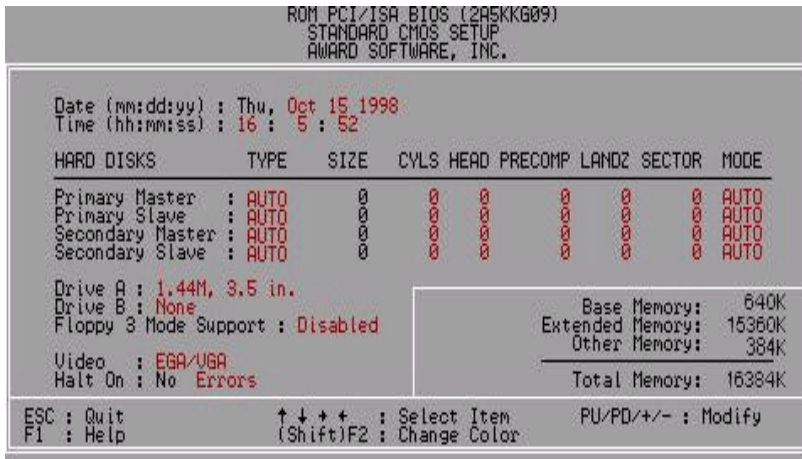 ROM PCI/ISA BIOS (2A5KKG09)
STANDARD CMOS SETUP
AWARD SOFTWARE, INC.
Date (mm:dd:yy) : Thu, Oct 15 1998
Time (hh:mm:ss) : 16 : 5 : 52
HARD DISKS TYPE SIZE CYLS HEAD PRECOMP LANDZ SECTOR MODE
Primary Master : AUTO 0 0 0 0 0 0 AUTO
Primary Slave : AUTO 0 0 0 0 0 0 AUTO
Secondary Master : AUTO 0 0 0 0 0 0 AUTO
Secondary Slave : AUTO 0 0 0 0 0 0 AUTO
Drive A : 1.44M, 3.5 in.
Drive B : None
Floppy 3 Mode Support : Disabled
Video : EGA/VGA
Halt On : No Errors
Base Memory: 640K
Extended Memory: 15360K
Other Memory: 384K
Total Memory: 16384K
ESC : Quit ↑ ↓ → ← : Select Item PU/PD/+/- : Modify
F1 : Help (Shift)F2 : Change Color